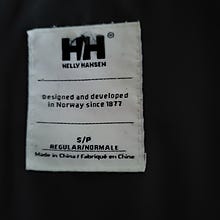 HH
HELLY HANSEN
Designed and developed
in Norway since 1877
S/P
REGULAR/NORMALE
Made in China / Fabriqué en Chine